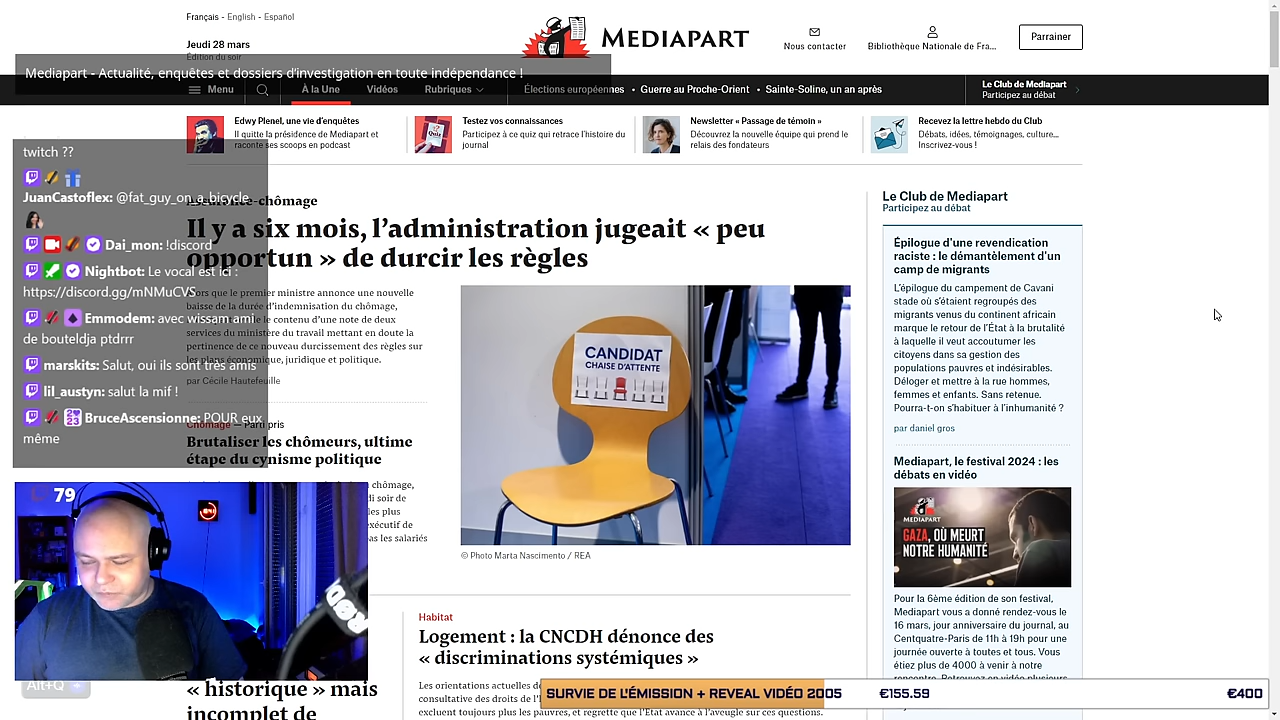 Français - English - Español
Jeudi 28 mars
Édition du soir
MEDIAPART
Nous contacter
Bibliothèque Nationale de Fra...
Parrainer
Mediapart - Actualité, enquêtes et dossiers d'investigation en toute indépendance !
Menu
À la Une
Vidéos
Rubriques
Élections européennes • Guerre au Proche-Orient • Sainte-Soline, un an après
Le Club de Mediapart
Participez au débat
Edwy Plenel, une vie d'enquêtes
Il quitte la présidence de Mediapart et
raconte ses scoops en podcast
Testez vos connaissances
Participez à ce quiz qui retrace l'histoire du
journal
Newsletter « Passage de témoin »
Découvrez la nouvelle équipe qui prend le
relais des fondateurs
Recevez la lettre hebdo du Club
Débats, idées, témoignages, culture...
Inscrivez-vous !
twitch ??
JuanCastoflex: @fat_guy_on_a_bicycle
Dai_mon: !discord
Nightbot: Le vocal est ici :
https://discord.gg/mNMuCVS
Emmodem: avec wissam ami
de bouteldja ptdrrr
marskits: Salut, oui ils sont très amis
lil_austyn: salut la mif !
BruceAscensionne: POUR eux
même
Assurance-chômage
Il y a six mois, l'administration jugeait « peu
opportun » de durcir les règles
Alors que le premier ministre annonce une nouvelle
baisse de la durée d'indemnisation du chômage,
le contenu d'une note de deux
services du ministère du travail mettant en doute la
pertinence de ce nouveau durcissement des règles sur
les plans économique, juridique et politique.
par Cécile Hautefeuille
Chômage — Parti pris
Brutaliser les chômeurs, ultime
étape du cynisme politique
chômage,
di soir de
les plus
exécutif de
pas les salariés
CANDIDAT
CHAISE D'ATTENTE
© Photo Marta Nascimento / REA
Le Club de Mediapart
Participez au débat
Épilogue d'une revendication
raciste : le démantèlement d'un
camp de migrants
L'épilogue du campement de Cavani
stade où s'étaient regroupés des
migrants venus du continent africain
marque le retour de l'État à la brutalité
à laquelle il veut accoutumer les
citoyens dans sa gestion des
populations pauvres et indésirables.
Déloger et mettre à la rue hommes,
femmes et enfants. Sans retenue.
Pourra-t-on s'habituer à l'inhumanité ?
par daniel gros
Mediapart, le festival 2024 : les
débats en vidéo
MEDIAPART
GAZA, OÙ MEURT
NOTRE HUMANITÉ
Pour la 6ème édition de son festival,
Mediapart vous a donné rendez-vous le
16 mars, jour anniversaire du journal, au
Centquatre-Paris de 11h à 19h pour une
journée ouverte à toutes et tous. Vous
étiez plus de 4000 à venir à notre
rencontre. Retrouvez en vidéo plusieurs
79
Alt+Q
« historique » mais
incomplet de
Habitat
Logement : la CNCDH dénonce des
« discriminations systémiques »
Les orientations actuelles d
consultative des droits de l
excluent toujours plus les pauvres, et regrette que l'État avance à l'aveugle sur ces questions.
SURVIE DE L'ÉMISSION + REVEAL VIDÉO 2005
€155.59
€400